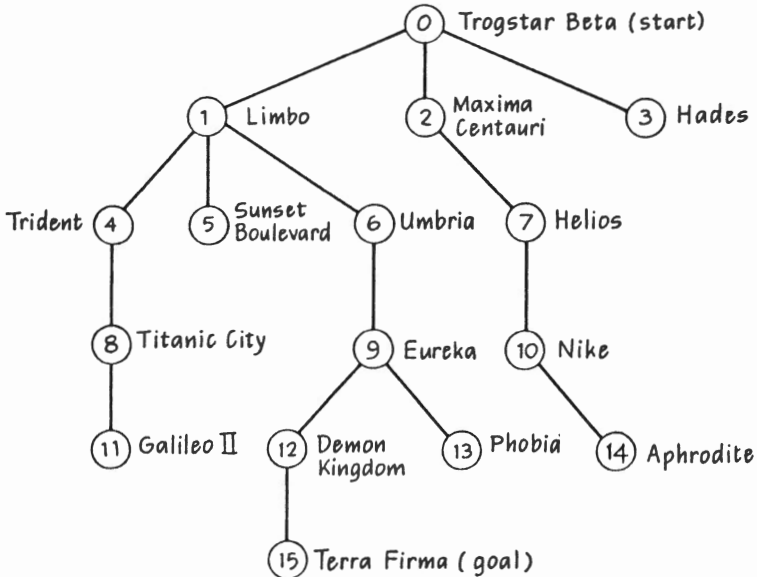 0 Trogstar Beta (start)
1 Limbo
2 Maxima
Centauri
3 Hades
Trident 4
5 Sunset
Boulevard
6 Umbria
7 Helios
8 Titanic City
9 Eureka
10 Nike
11 Galileo II
12 Demon
Kingdom
13 Phobia
14 Aphrodite
15 Terra Firma (goal)